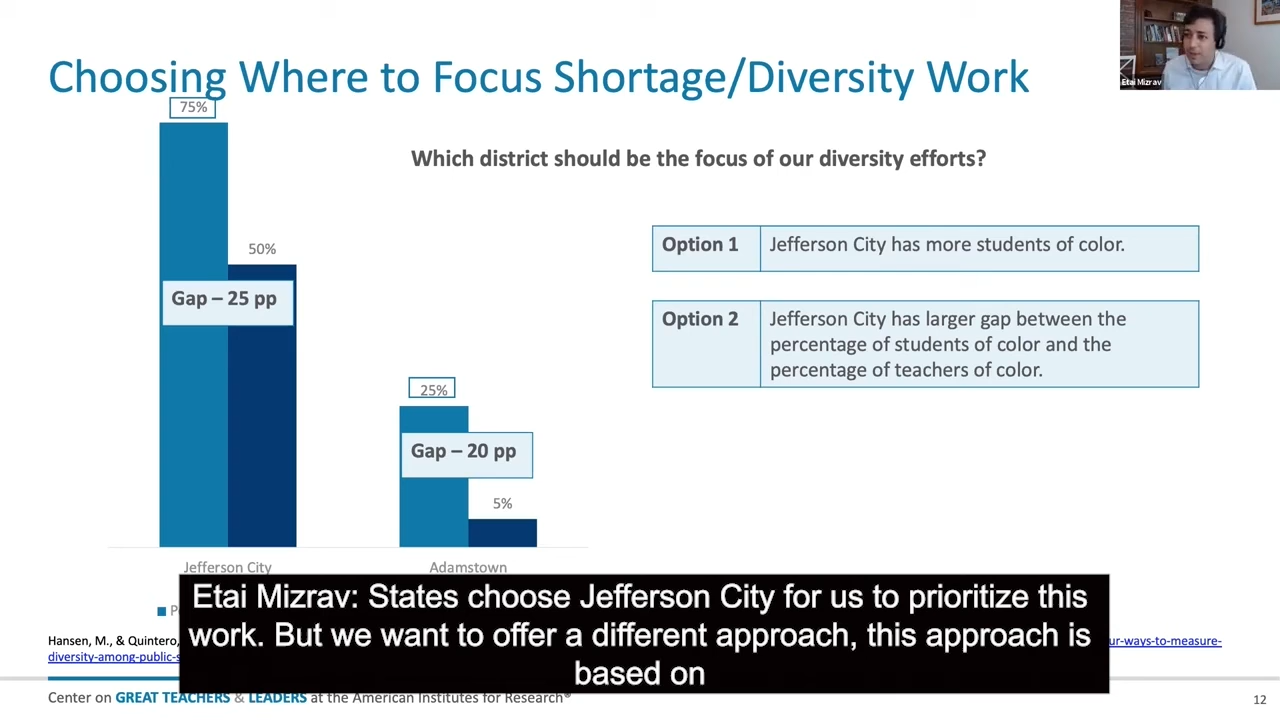 Choosing Where to Focus Shortage/Diversity Work
Etai Mizrav
75%
Which district should be the focus of our diversity efforts?
50%
Gap – 25 pp
Option 1 Jefferson City has more students of color.
Option 2 Jefferson City has larger gap between the
percentage of students of color and the
percentage of teachers of color.
25%
Gap – 20 pp
5%
Jefferson City Adamstown
Etai Mizrav: States choose Jefferson City for us to prioritize this
work. But we want to offer a different approach, this approach is
based on
Hansen, M., & Quintero, ur-ways-to-measure-
diversity-among-public-s
Center on GREAT TEACHERS & LEADERS at the American Institutes for Research®
12